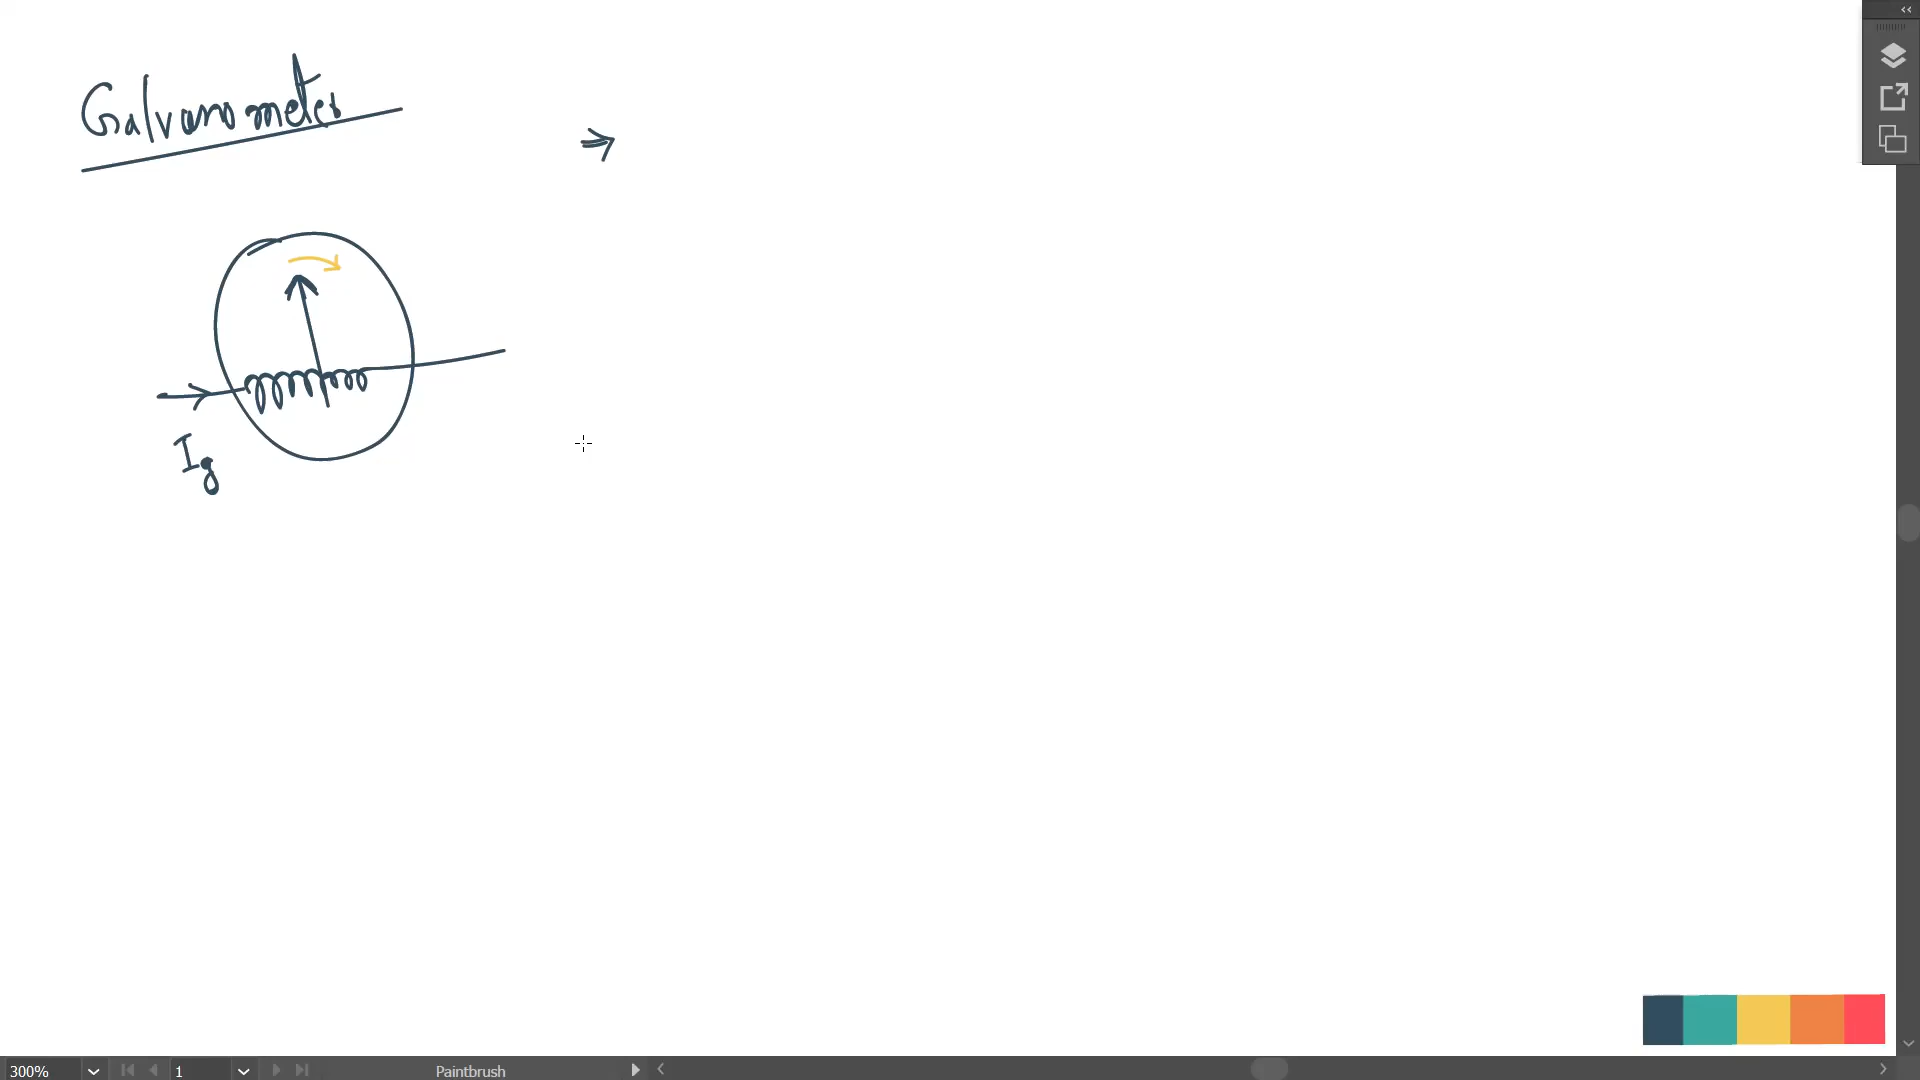 Galvanometer
⇒
Ig
300%
1
Paintbrush